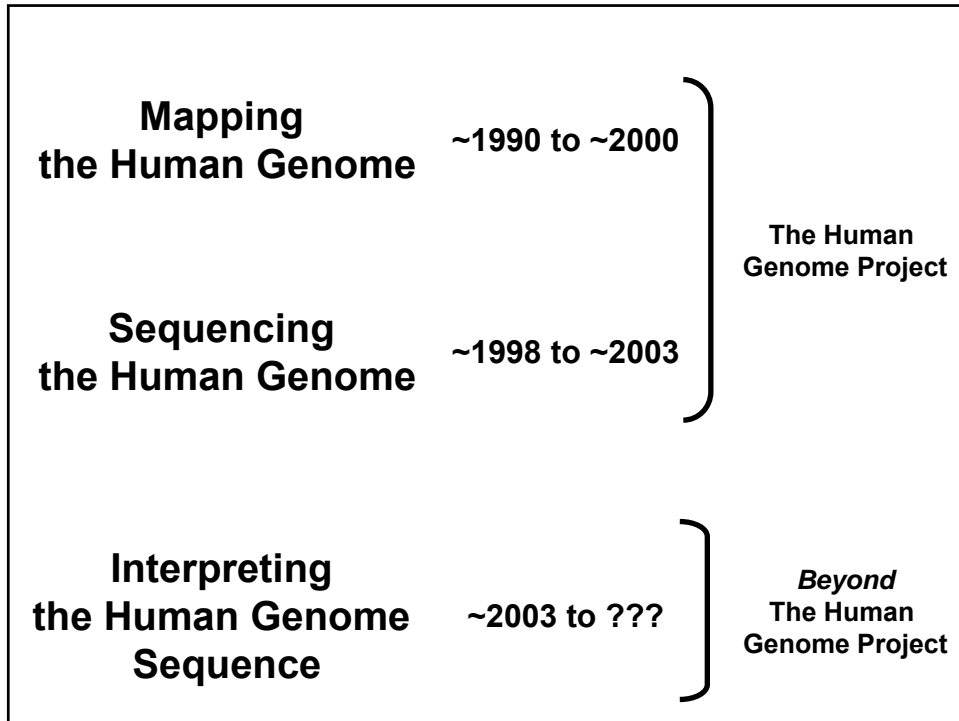 Mapping
the Human Genome
~1990 to ~2000
The Human
Genome Project
Sequencing
the Human Genome
~1998 to ~2003
Interpreting
the Human Genome
Sequence
~2003 to ???
Beyond
The Human
Genome Project